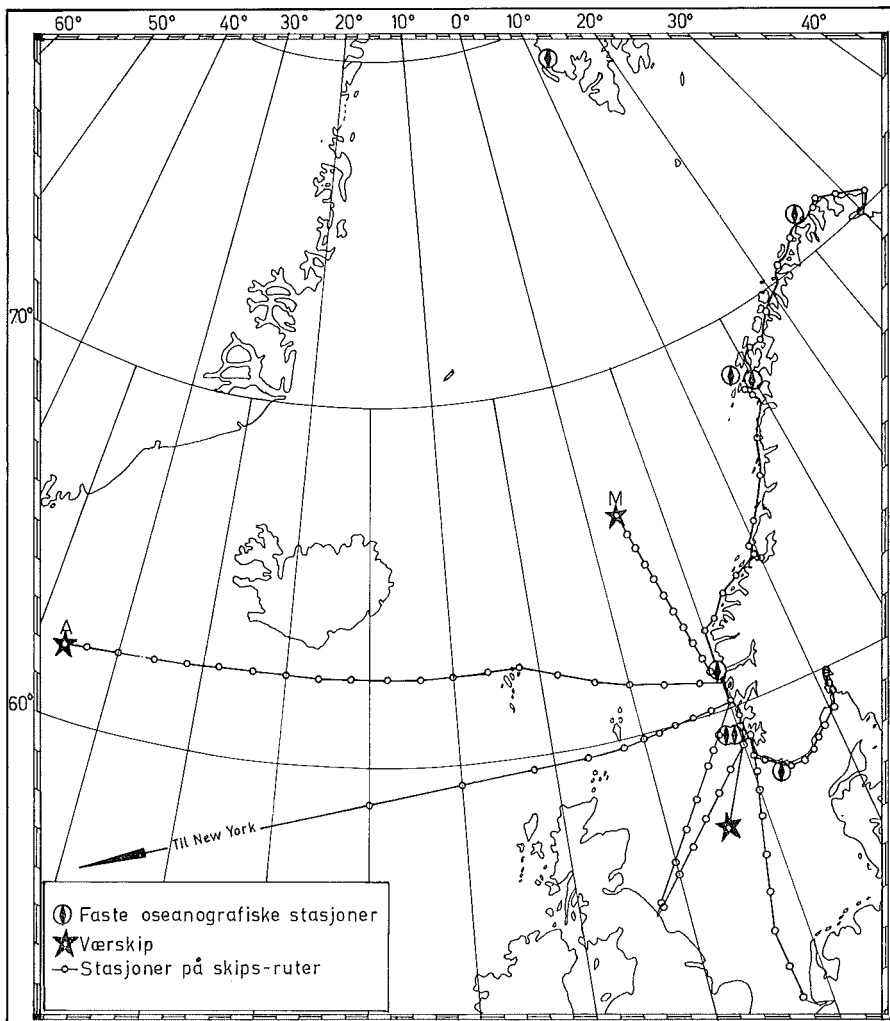 60° 50° 40° 30° 20° 10° 0° 10° 20° 30° 40°
70°
M
A
60°
Til New York
Faste oseanografiske stasjoner
Værskip
Stasjoner på skips-ruter